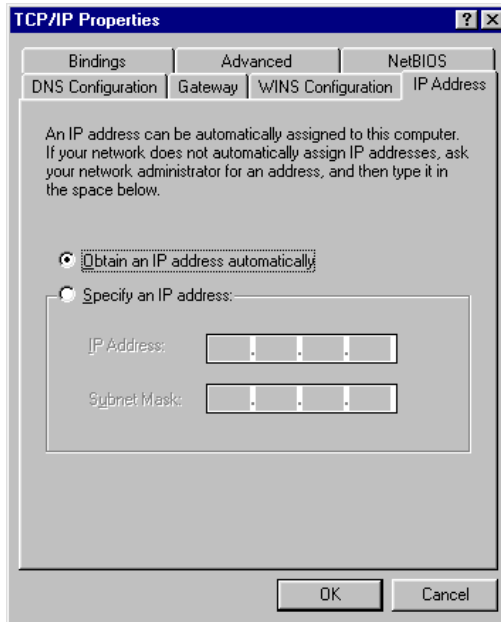 TCP/IP Properties
? ×
Bindings Advanced NetBIOS
DNS Configuration Gateway WINS Configuration IP Address
An IP address can be automatically assigned to this computer.
If your network does not automatically assign IP addresses, ask
your network administrator for an address, and then type it in
the space below.
Obtain an IP address automatically
Specify an IP address:
IP Address:
. . .
Subnet Mask:
. . .
OK Cancel